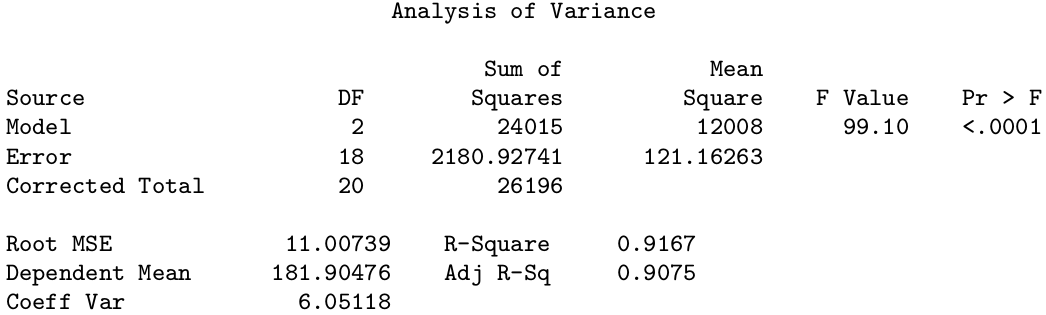 Analysis of Variance
Sum of Mean
Source DF Squares Square F Value Pr > F
Model 2 24015 12008 99.10 <.0001
Error 18 2180.92741 121.16263
Corrected Total 20 26196
Root MSE 11.00739 R-Square 0.9167
Dependent Mean 181.90476 Adj R-Sq 0.9075
Coeff Var 6.05118